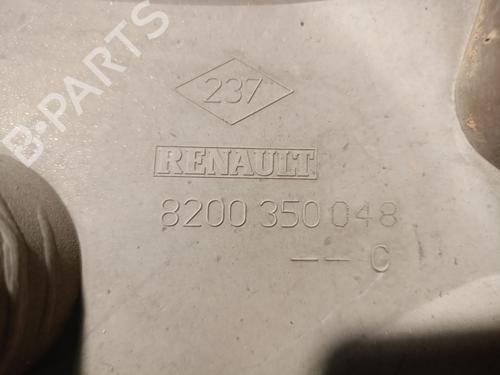 B-PARTS
237
RENAULT
8200 350 048
-- C